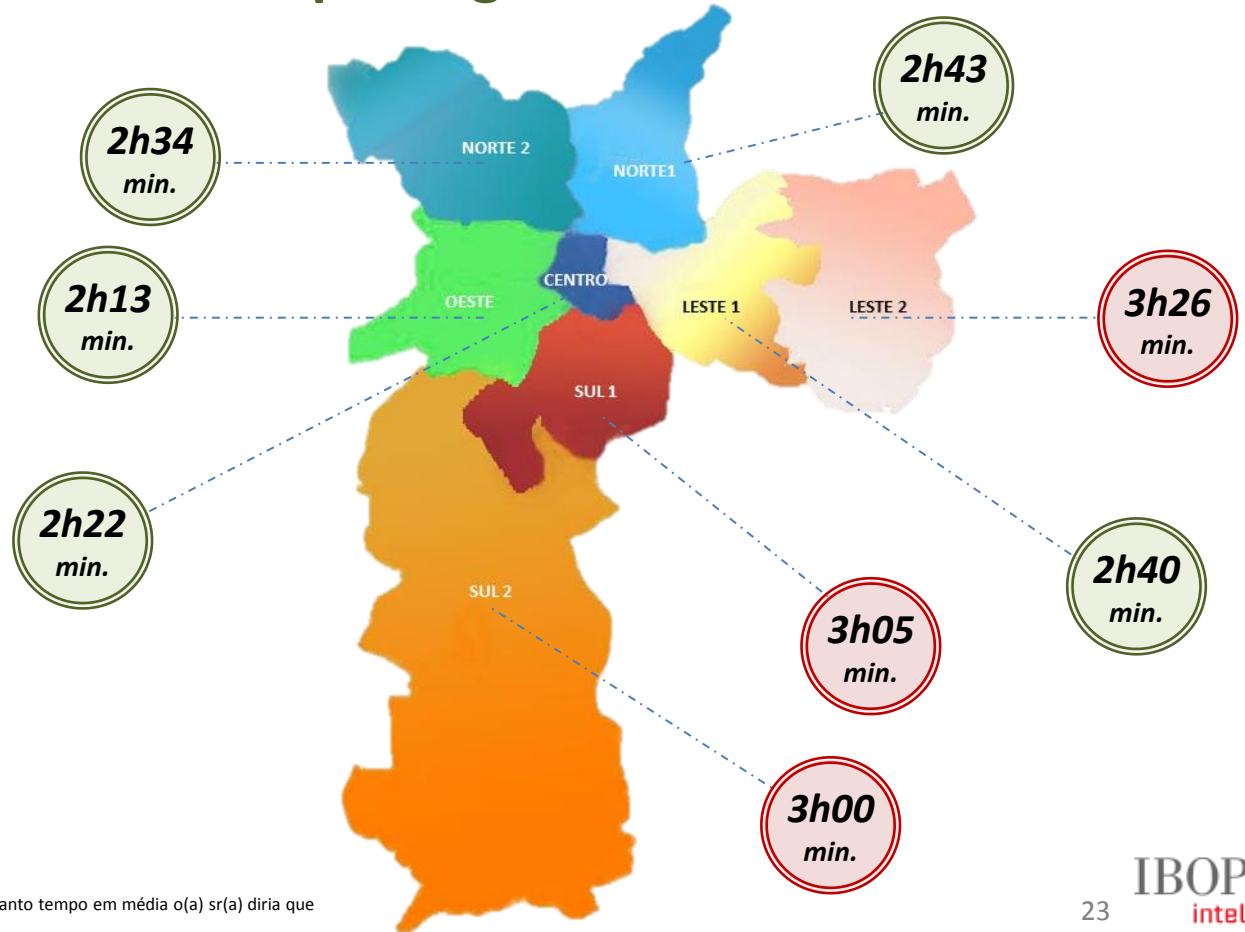 2h43
min.
2h34
min.
NORTE 2
NORTE1
2h13
min.
CENTRO
OESTE
LESTE 1
LESTE 2
3h26
min.
SUL 1
2h22
min.
SUL 2
2h40
min.
3h05
min.
3h00
min.
anto tempo em média o(a) sr(a) diria que
23
IBOP
intel